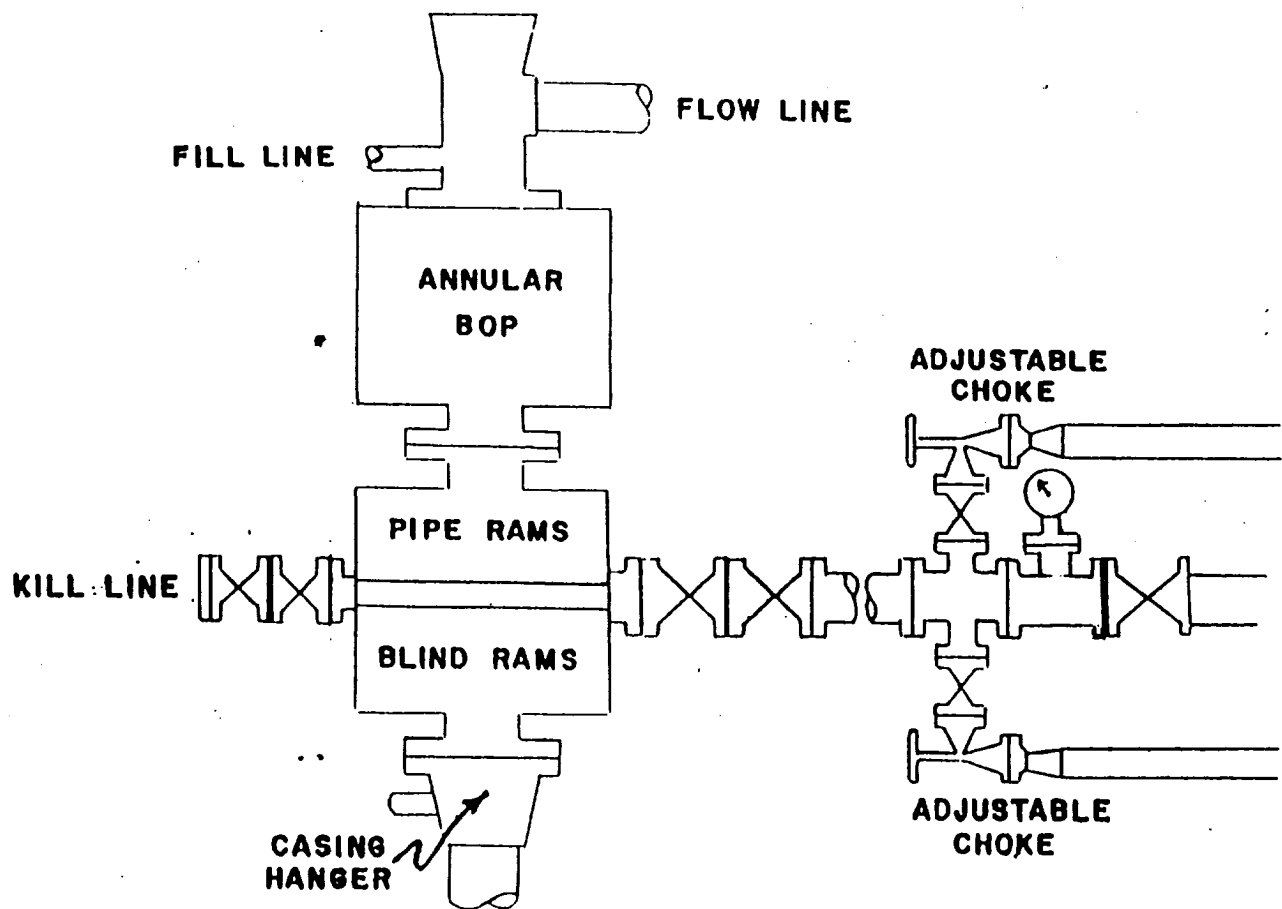 FLOW LINE
FILL LINE
ANNULAR
BOP
ADJUSTABLE
CHOKE
PIPE RAMS
KILL LINE
BLIND RAMS
ADJUSTABLE
CHOKE
CASING
HANGER